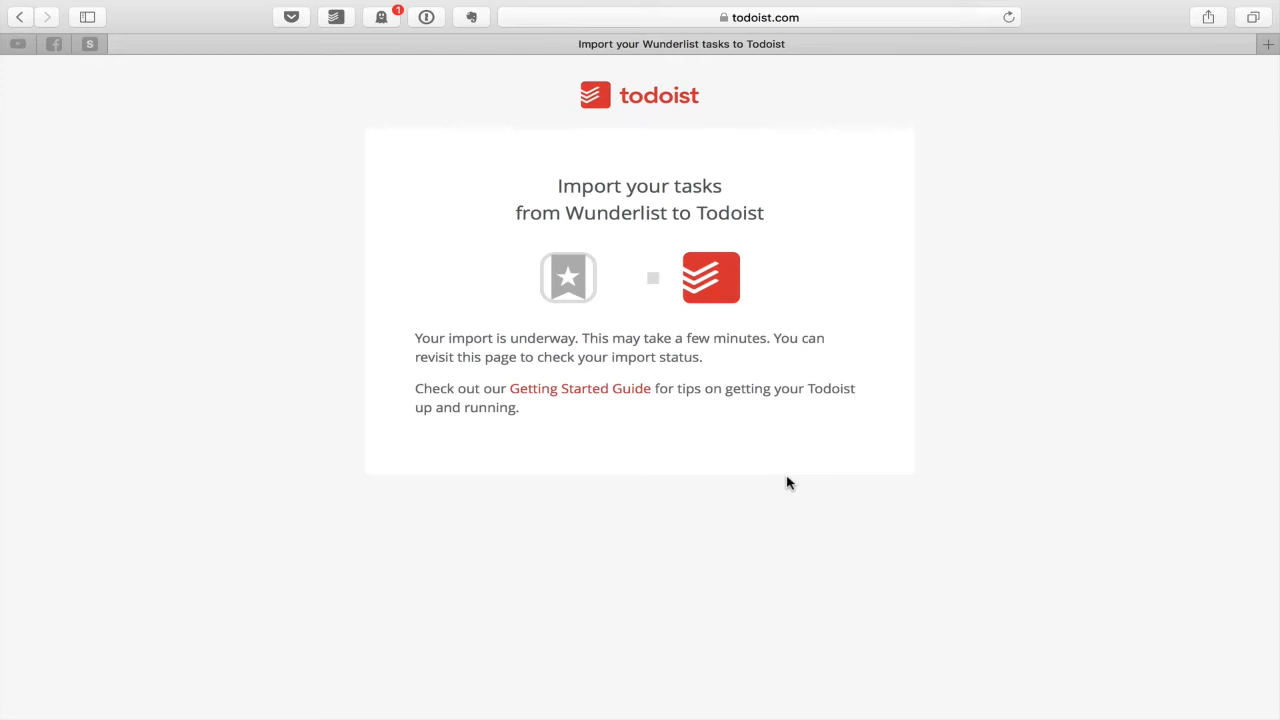 todoist.com
1
S
Import your Wunderlist tasks to Todoist
todoist
Import your tasks
from Wunderlist to Todoist
Your import is underway. This may take a few minutes. You can
revisit this page to check your import status.
Check out our Getting Started Guide for tips on getting your Todoist
up and running.